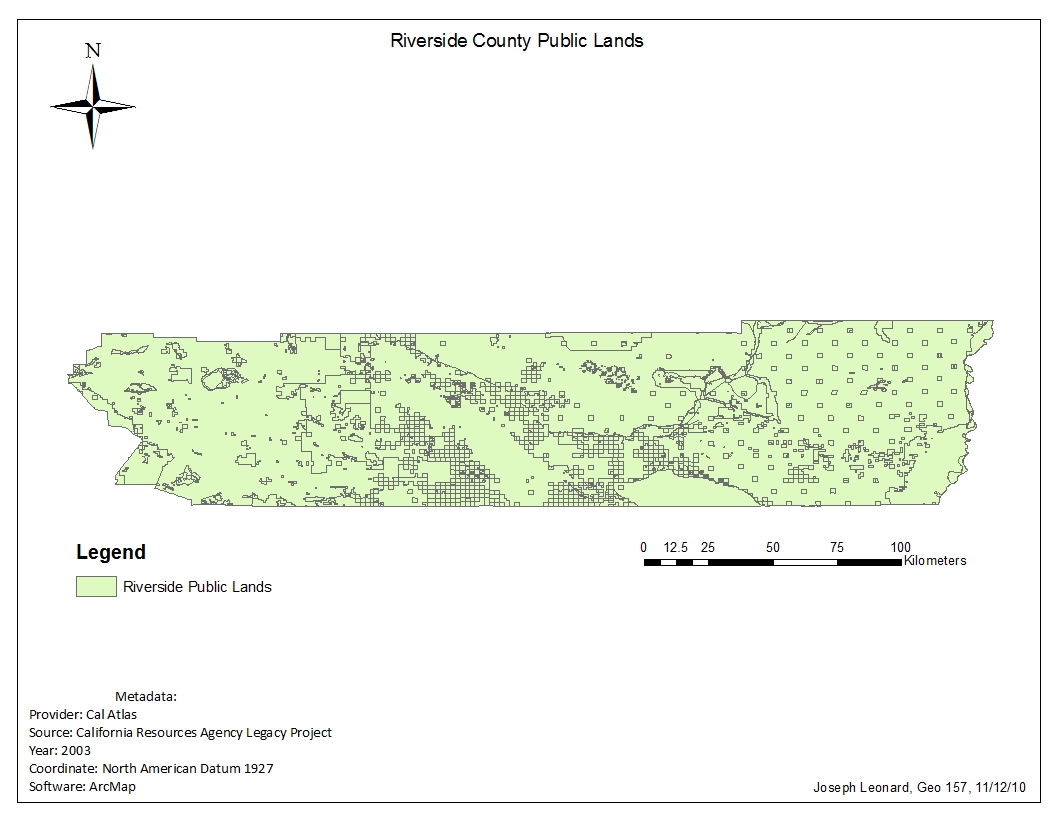 Riverside County Public Lands
N
Legend
Riverside Public Lands
0 12.5 25 50 75 100
Kilometers
Metadata:
Provider: Cal Atlas
Source: California Resources Agency Legacy Project
Year: 2003
Coordinate: North American Datum 1927
Software: ArcMap
Joseph Leonard, Geo 157, 11/12/10